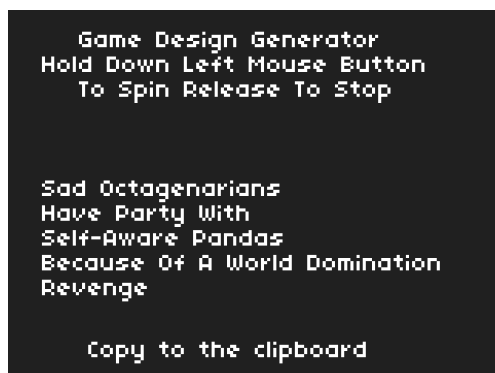 Game Design Generator
Hold Down Left Mouse Button
To Spin Release To Stop
Sad Octagenarians
Have Party With
Self-Aware Pandas
Because Of A World Domination
Revenge
Copy to the clipboard